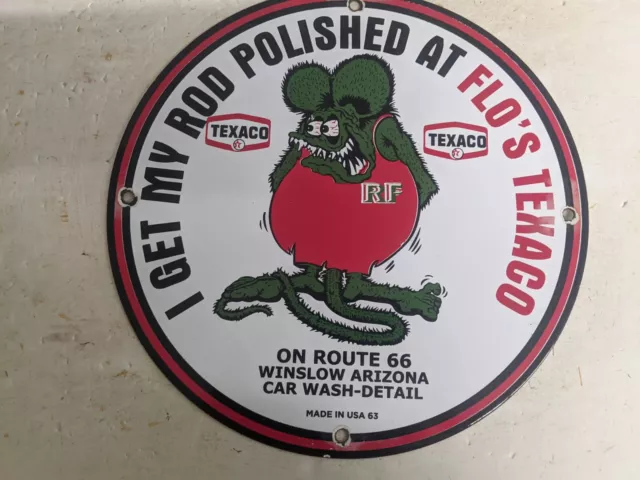 I GET MY ROD POLISHED AT FLO'S TEXACO
TEXACO
T
TEXACO
T
RF
ON ROUTE 66
WINSLOW ARIZONA
CAR WASH-DETAIL
MADE IN USA 63